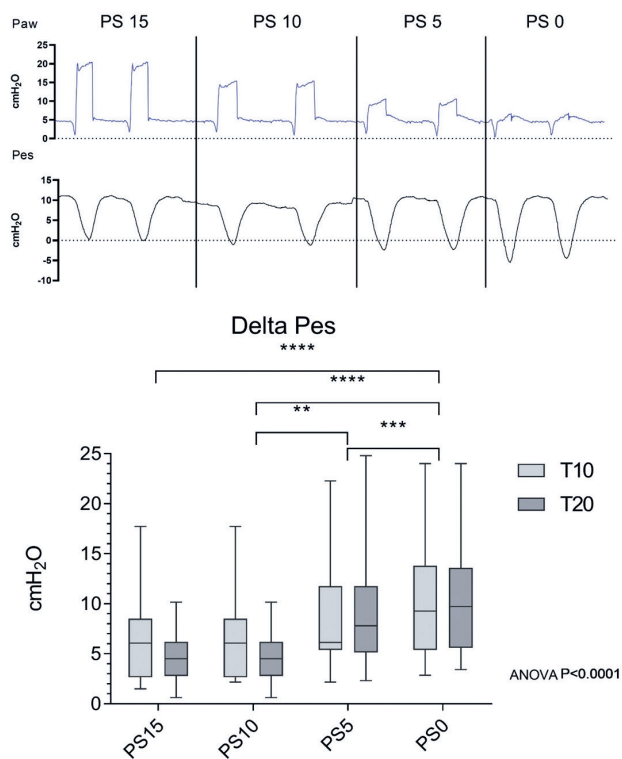 Paw
PS 15
PS 10
PS 5
PS 0
25
20
15
10
5
0
cmH₂O
Pes
15
10
5
0
-5
-10
cmH₂O
Delta Pes
****
****
**
***
25
20
15
10
5
0
cmH₂O
T10
T20
ANOVA P<0.0001
PS15
PS10
PS5
PS0